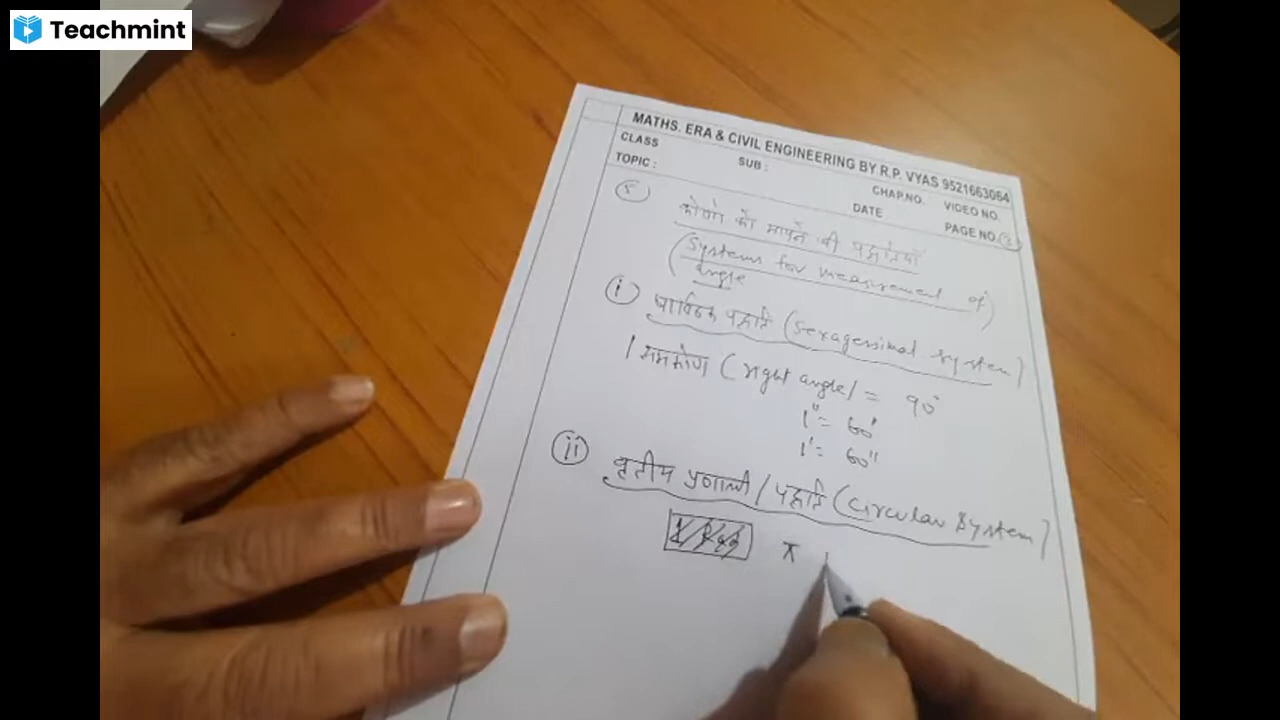 Teachmint
MATHS. ERA & CIVIL ENGINEERING BY R.P. VYAS 9521663064
CLASS SUB : CHAP.NO. VIDEO NO.
TOPIC : DATE PAGE NO.
5 कोणों को मापने की पद्धतियाँ
(Systems for measurement of
angle)
i षाष्टिक पद्धति (Sexagesimal system)
1 समकोण (right angle) = 90°
1° = 60'
1' = 60"
ii वृतीय प्रणाली / पद्धति (Circular System)
π